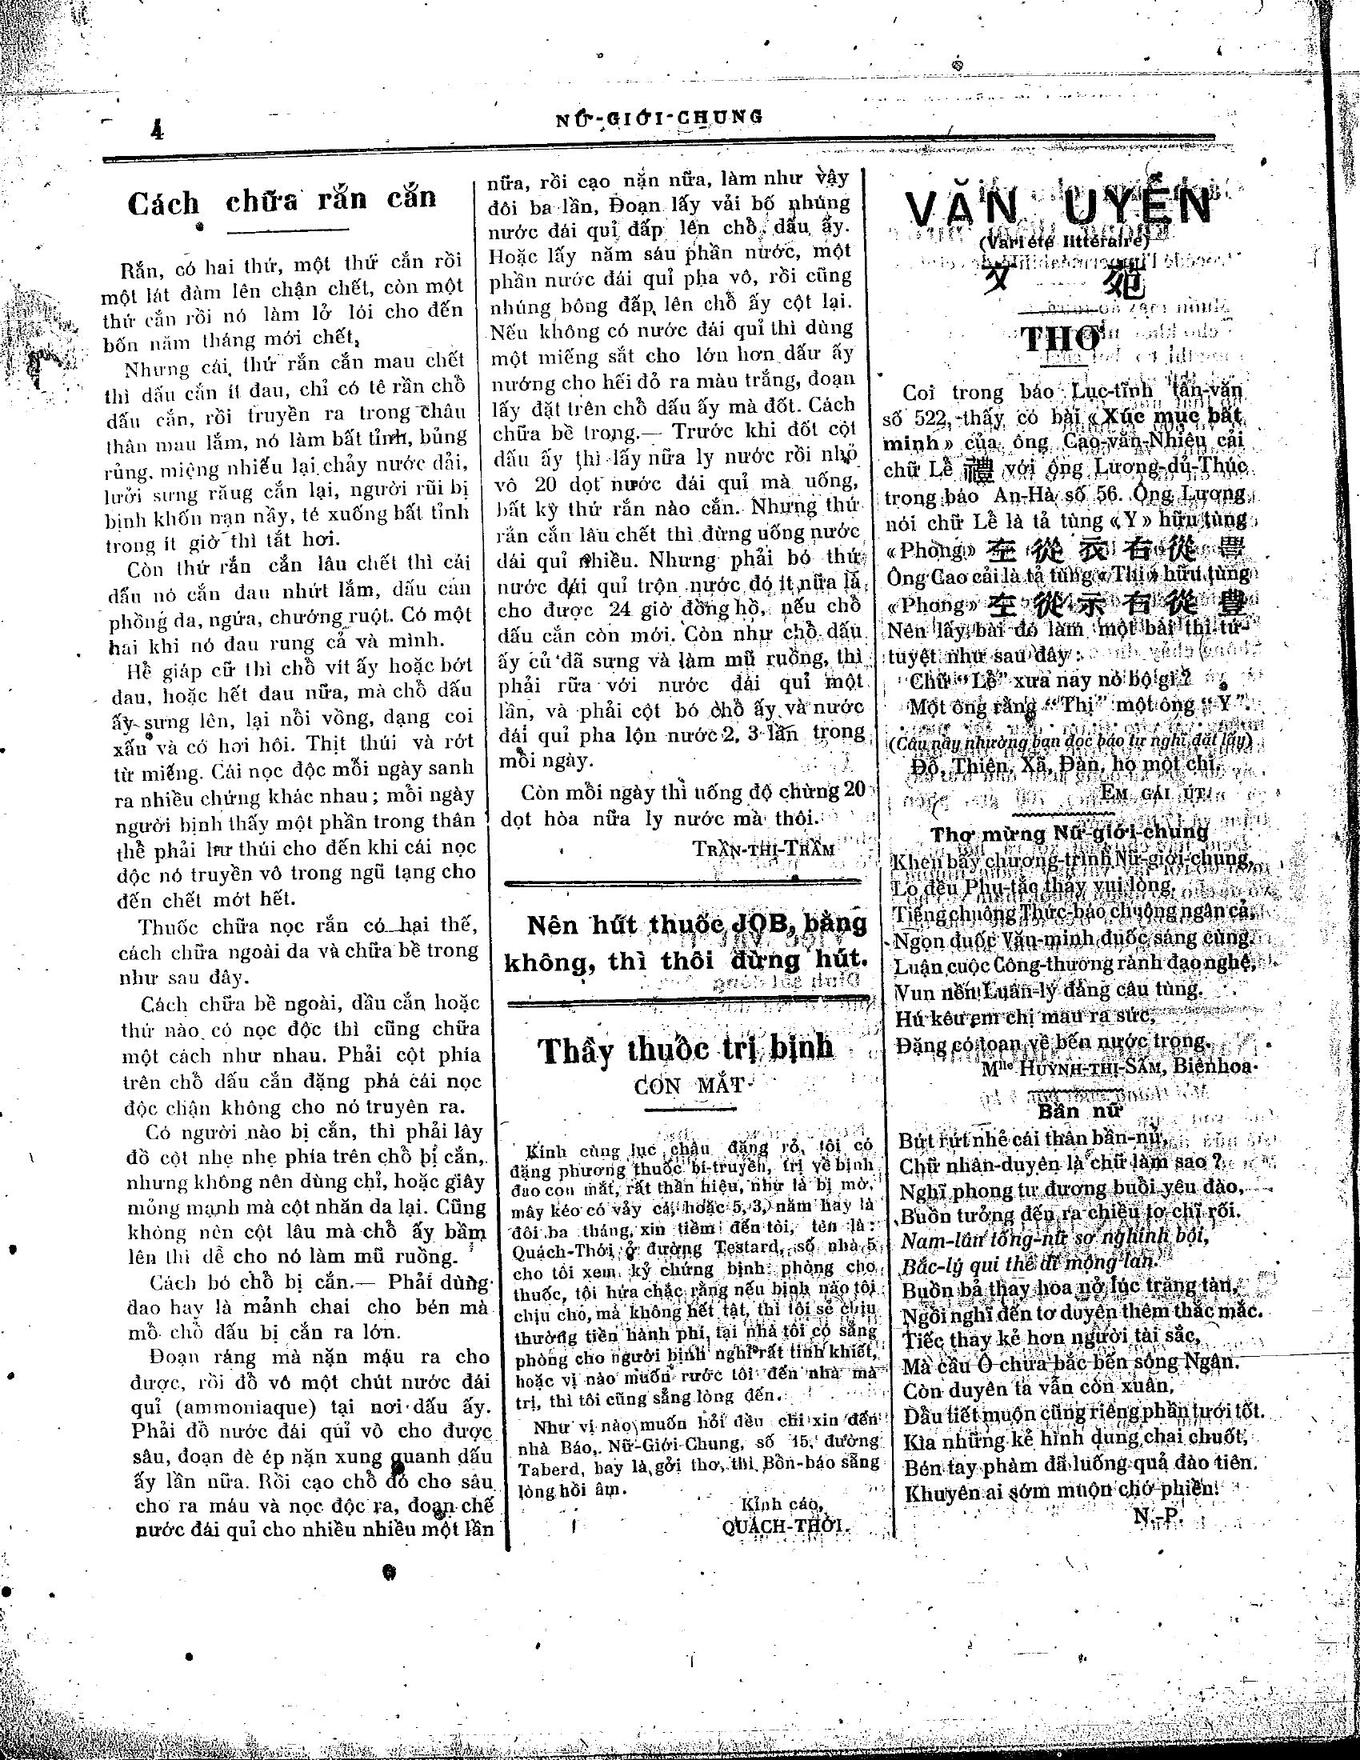 4
NỮ-GIỚI-CHUNG
Cách chữa rắn cắn
Rắn, có hai thứ, một thứ cắn rồi
một lát đàm lên chận chết, còn một
thứ cắn rồi nó làm lở lói cho đến
bốn năm tháng mới chết,
Nhưng cái thứ rắn cắn mau chết
thì dấu cắn ít đau, chỉ có tê rần chỗ
dấu cắn, rồi truyền ra trong châu
thân mau lắm, nó làm bất tỉnh, bủng
rủng, miệng nhiễu lại chảy nước dải,
lưỡi sưng răug cắn lại, người rũi bị
bịnh khốn nạn nầy, té xuống bất tỉnh
trong ít giờ thì tắt hơi.
Còn thứ rắn cắn lâu chết thì cái
dấu nó cắn đau nhứt lắm, dấu cắn
phồng da, ngứa, chướng ruột. Có một
hai khi nó đau rung cả và mình.
Hễ giáp cữ thì chỗ vít ấy hoặc bớt
đau, hoặc hết đau nữa, mà chỗ dấu
ấy sưng lên, lại nồi vồng, dạng coi
xấu và có hơi hôi. Thịt thúi và rớt
từ miếng. Cái nọc độc mỗi ngày sanh
ra nhiều chứng khác nhau; mỗi ngày
người bịnh thấy một phần trong thân
thể phải hư thúi cho đến khi cái nọc
độc nó truyền vô trong ngũ tạng cho
đến chết mớt hết.
Thuốc chữa nọc rắn có hai thế,
cách chữa ngoài da và chữa bề trong
như sau đây.
Cách chữa bề ngoài, dầu cắn hoặc
thứ nào có nọc độc thì cũng chữa
một cách như nhau. Phải cột phía
trên chỗ dấu cắn đặng phá cái nọc
độc chận không cho nó truyên ra.
Có người nào bị cắn, thì phải lây
đồ cột nhẹ nhẹ phía trên chỗ bị cắn,
nhưng không nên dùng chỉ, hoặc giây
mỏng mạnh mà cột nhăn da lại. Cũng
không nên cột lâu mà chỗ ấy bầm
lên thì dễ cho nó làm mũ ruồng.
Cách bó chỗ bị cắn.— Phải dùng
dao hay là mảnh chai cho bén mà
mồ chỗ dấu bị cắn ra lớn.
Đoạn ráng mà nặn máu ra cho
được, rồi đồ vô một chút nước đái
quỉ (ammoniaque) tại nơi dấu ấy.
Phải đồ nước đái qủi vô cho được
sâu, đoạn đè ép nặn xung quanh dấu
ấy lần nữa. Rồi cạo chỗ đó cho sâu
cho ra máu và nọc độc ra, đoạn chế
nước đái quỉ cho nhiều nhiều một lần
nữa, rồi cạo nặn nữa, làm như vậy
đôi ba lần, Đoạn lấy vải bố nhúng
nước đái quỉ đấp lên chỗ dấu ấy.
Hoặc lấy năm sáu phần nước, một
phần nước đái quỉ pha vô, rồi cũng
nhúng bông đấp lên chỗ ấy cột lại.
Nếu không có nước đái quỉ thì dùng
một miếng sắt cho lớn hơn dấư ấy
nướng cho hếi đỏ ra màu trắng, đoạn
lấy đặt trên chỗ dấu ấy mà đốt. Cách
chữa bề trong.— Trước khi đốt cột
dấu ấy thì lấy nữa ly nước rồi nhỏ
vô 20 dọt nước đái quỉ mà uống,
bất kỳ thứ rắn nào cắn. Nhưng thứ
rắn cắn lâu chết thì đừng uống nước
đái quỉ nhiều. Nhưng phải bó thứ
nước đái quỉ trộn nước đó ít nữa là
cho được 24 giờ đồng hồ, nếu chỗ
dấu cắn còn mới. Còn như chỗ dấu
ấy củ đã sưng và làm mũ ruồng, thì
phải rữa với nước đái quỉ một
lần, và phải cột bó chỗ ấy và nước
đái quỉ pha lộn nước 2, 3 lần trong
mỗi ngày.
Còn mỗi ngày thì uống độ chừng 20
dọt hòa nữa ly nước mà thôi.
TRẦN-THỊ-TRẦM
Nên hút thuốc JOB, bằng
không, thì thôi đừng hút.
Thầy thuốc trị bịnh
CON MẮT
Kính cùng lục châu đặng rỏ, tôi có
đặng phương thuốc bí-truyền, trị về bịnh
đao con mắt, rất thần hiệu, như là bị mờ,
mây kéo có vảy cá, hoặc 5, 3, năm hay là
đôi ba tháng, xin tiềm đến tôi, tên là:
Quách-Thới ở đường Testard, số nhà 5
cho tôi xem kỷ chứng bịnh phòng cho
thuốc, tôi hứa chắc rằng nếu bịnh nào tôi
chịu chó, mà không hết tật, thì tôi sẽ chịu
thường tiền hành phí, tại nhà tôi có sẵng
phòng cho người bịnh nghỉ rất tinh khiết,
hoặc vị nào muốn rước tôi đến nhà mà
trị, thì tôi cũng sẵng lòng đến.
Như vị nào muốn hỏi đều chi xin đến
nhà Báo, Nữ-Giới-Chung, số 15, đường
Taberd, hay là gởi thơ, thì Bồn-báo sẵng
lòng hồi âm.
Kỉnh cáo,
QUÁCH-THỚI.
VĂN UYỂN
(Variété littéraire)
文 苑
THƠ
Coi trong báo Lục-tỉnh tân-văn
số 522, thấy có bài «Xúc mục bất
minh» của ông Cao-văn-Nhiêu cải
chữ Lễ 禮 với ông Lương-dủ-Thúc
trong báo An-Hà số 56. Ông Lương
nói chữ Lễ là tả tùng «Y» hữu tùng
«Phong» 左 從 衣 右 從 豊
Ông Cao cải là tả tùng «Thị» hữu tùng
«Phong» 左 從 示 右 從 豊
Nên lấy bài đó làm một bài thi tứ-
tuyệt như sau đây:
Chữ "Lễ" xưa nay nó bộ gì?
Một ông rằng "Thị" một ông "Y"
(Câu này nhường bạn đọc báo tự nghỉ đặt lấy)
Đỗ, Thiện, Xã, Đàn, họ một chi.
EM GÁI ÚT
Thơ mừng Nữ-giới-chung
Khen bấy chương-trình Nữ-giới-chung,
Lo đều Phụ-tắc thảy vui lòng.
Tiếng chuông Thức-báo chuông ngân cả,
Ngọn đuốc Văn-minh đuốc sáng cùng.
Luận cuộc Công-thương rành đạo nghệ,
Vun nền Luân-lý đẳng câu tùng.
Hú kêu em chị mau ra sức,
Đặng có toan về bến nước trong.
Mlle HUỲNH-THỊ-SÂM, Biênhoa.
Bần nữ
Bứt rứt nhẻ cái thân bần-nữ,
Chữ nhân-duyên là chữ làm sao?
Nghĩ phong tư đương buổi yêu đào,
Buồn tưởng đến ra chiều tơ chỉ rối.
Nam-lân tống-nữ sơ nghinh bội,
Bắc-lý qui thê dĩ mộng lan.
Buồn bả thay hoa nở lúc trăng tàn,
Ngồi nghĩ đến tơ duyên thêm thắc mắc.
Tiếc thay kẻ hơn người tài sắc,
Mà cầu Ô chửa bắc bến sông Ngân.
Còn duyên ta vẫn còn xuân,
Dầu tiết muộn cũng riêng phần tưới tốt.
Kìa những kẻ hình dung chai chuốt,
Bén tay phàm đã luống quả đào tiên.
Khuyên ai sớm muộn chớ phiền!
N.-P.